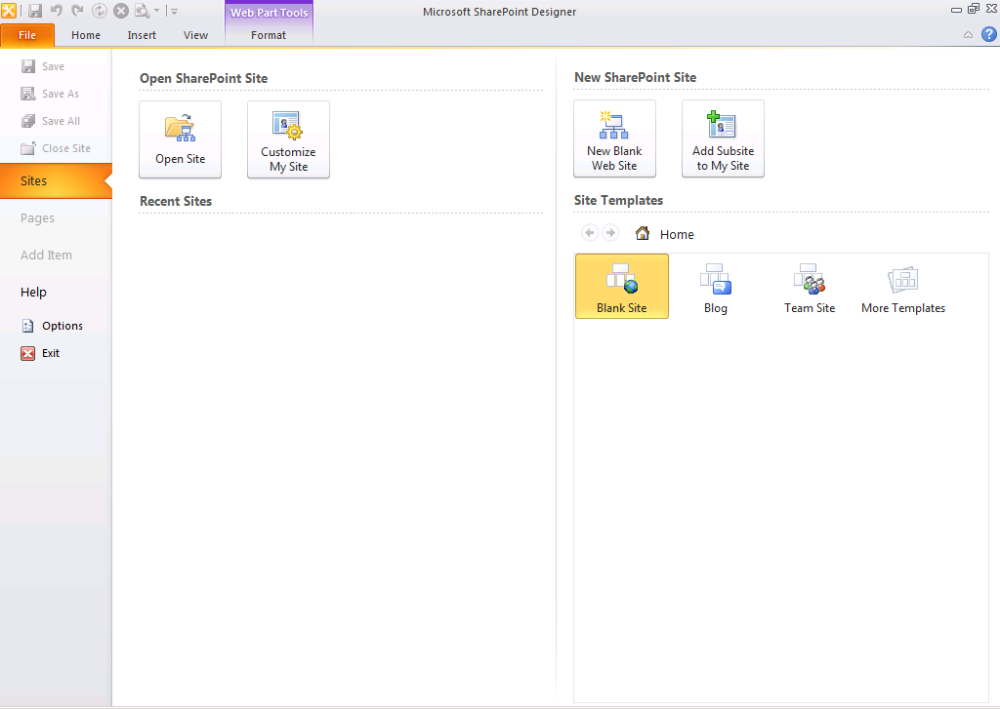 Web Part Tools
Microsoft SharePoint Designer
File
Home
Insert
View
Format
?
Save
Save As
Save All
Close Site
Sites
Pages
Add Item
Help
Options
Exit
Open SharePoint Site
Open Site
Customize
My Site
Recent Sites
New SharePoint Site
New Blank
Web Site
Add Subsite
to My Site
Site Templates
Home
Blank Site
Blog
Team Site
More Templates